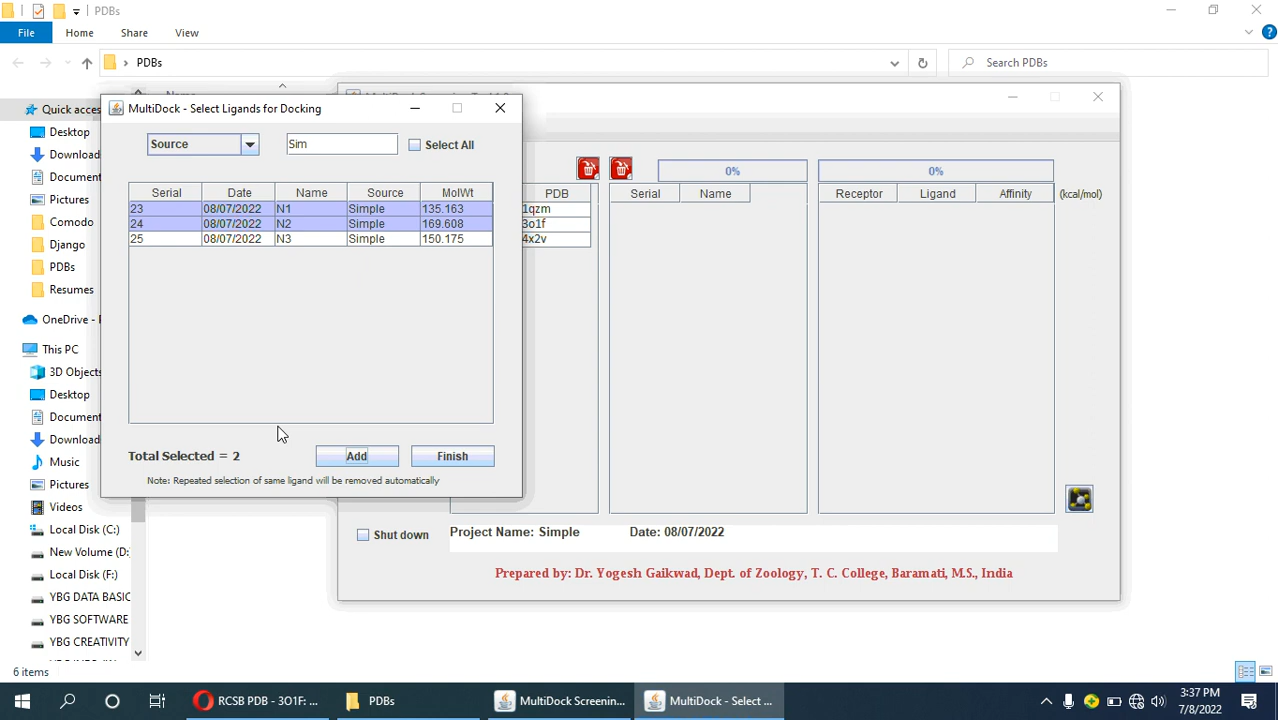 PDBs
File Home Share View
PDBs
Search PDBs
Quick acces
Desktop
Download
Document
Pictures
Comodo
Django
PDBs
Resumes
OneDrive - P
This PC
3D Objects
Desktop
Document
Download
Music
Pictures
Videos
Local Disk (C:)
New Volume (D:
Local Disk (F:)
YBG DATA BASIC
YBG SOFTWARE
YBG CREATIVITY
6 items
MultiDock - Select Ligands for Docking
Source Sim Select All
Serial Date Name Source MolWt
23 08/07/2022 N1 Simple 135.163
24 08/07/2022 N2 Simple 169.608
25 08/07/2022 N3 Simple 150.175
Total Selected = 2 Add Finish
Note: Repeated selection of same ligand will be removed automatically
0% 0%
PDB Serial Name Receptor Ligand Affinity (kcal/mol)
1qzm
3o1f
4x2v
Shut down Project Name: Simple Date: 08/07/2022
Prepared by: Dr. Yogesh Gaikwad, Dept. of Zoology, T. C. College, Baramati, M.S., India
RCSB PDB - 3O1F: ... PDBs MultiDock Screenin... MultiDock - Select ... 3:37 PM
7/8/2022